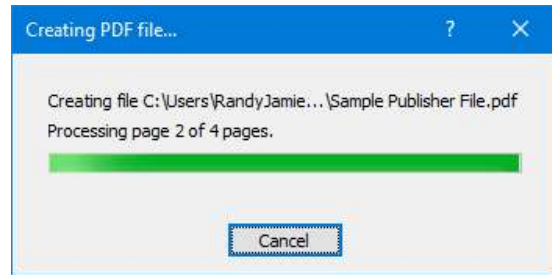 Creating PDF file...
Creating file C:\Users\RandyJamie...\Sample Publisher File.pdf
Processing page 2 of 4 pages.
Cancel